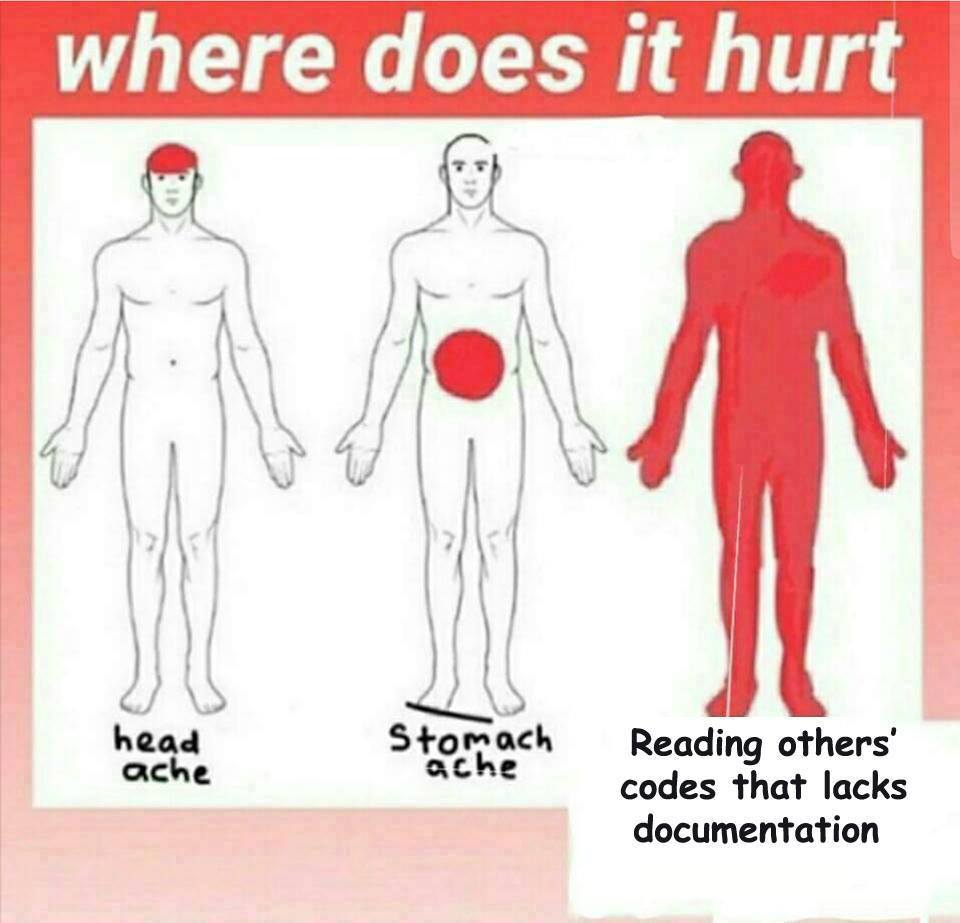 where does it hurt
head
ache
Stomach
ache
Reading others'
codes that lacks
documentation